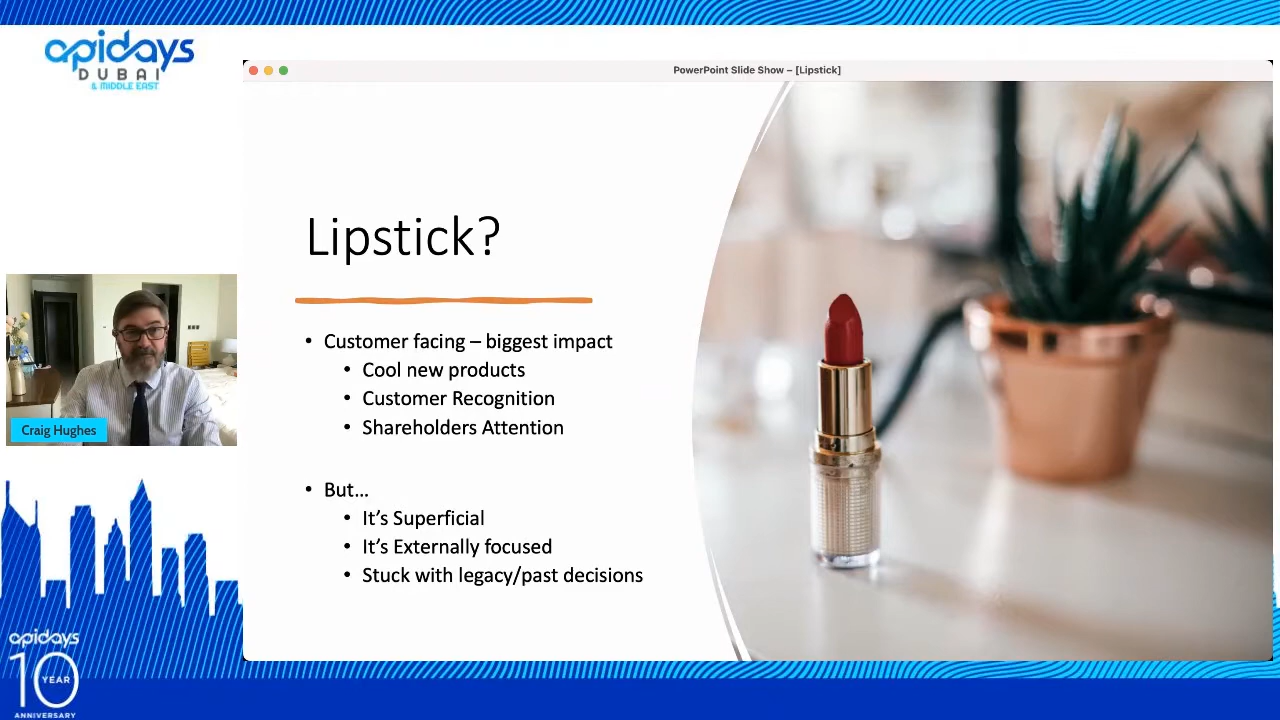 apidays
DUBAI
& MIDDLE EAST
PowerPoint Slide Show – [Lipstick]
Lipstick?
• Customer facing – biggest impact
• Cool new products
• Customer Recognition
• Shareholders Attention
• But…
• It’s Superficial
• It’s Externally focused
• Stuck with legacy/past decisions
Craig Hughes
apidays
10 YEAR
ANNIVERSARY